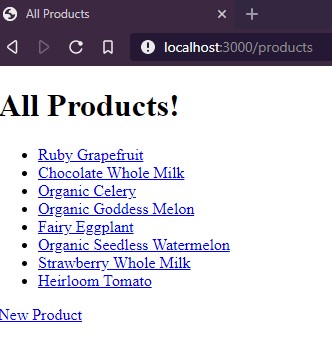 All Products
localhost:3000/products
All Products!
Ruby Grapefruit
Chocolate Whole Milk
Organic Celery
Organic Goddess Melon
Fairy Eggplant
Organic Seedless Watermelon
Strawberry Whole Milk
Heirloom Tomato
New Product